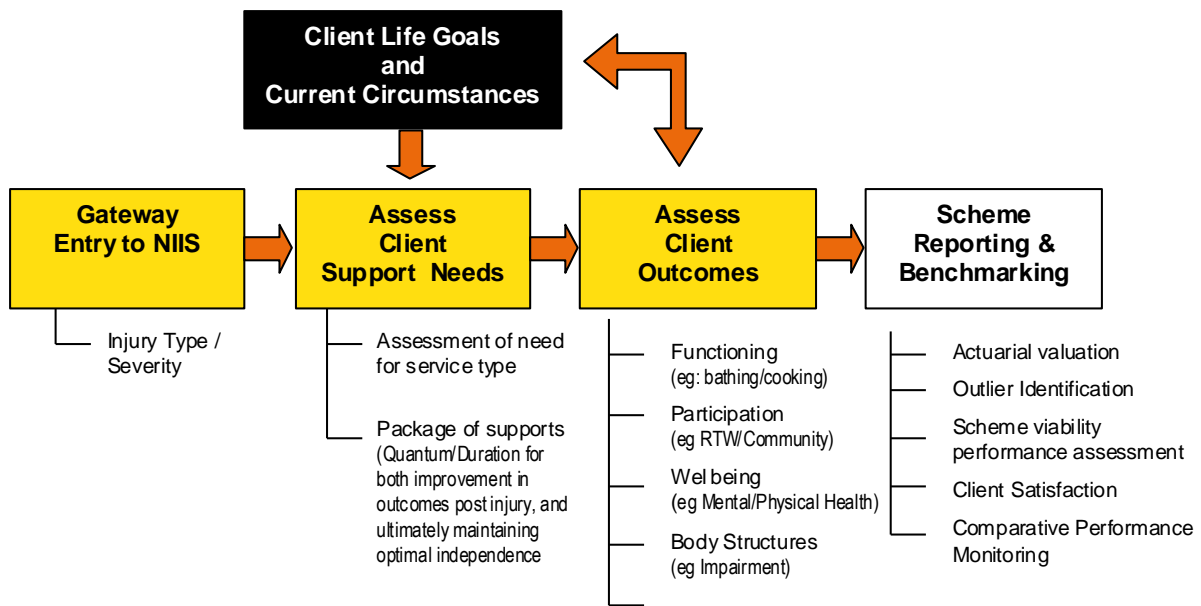 Client Life Goals
and
Current Circumstances
Gateway
Entry to NIIS
Assess
Client
Support Needs
Assess
Client
Outcomes
Scheme
Reporting &
Benchmarking
Injury Type /
Severity
Assessment of need
for service type
Package of supports
(Quantum/Duration for
both improvement in
outcomes post injury, and
ultimately maintaining
optimal independence
Functioning
(eg: bathing/cooking)
Participation
(eg RTW/Community)
Wel being
(eg Mental/Physical Health)
Body Structures
(eg Impairment)
Actuarial valuation
Outlier Identification
Scheme viability
performance assessment
Client Satisfaction
Comparative Performance
Monitoring